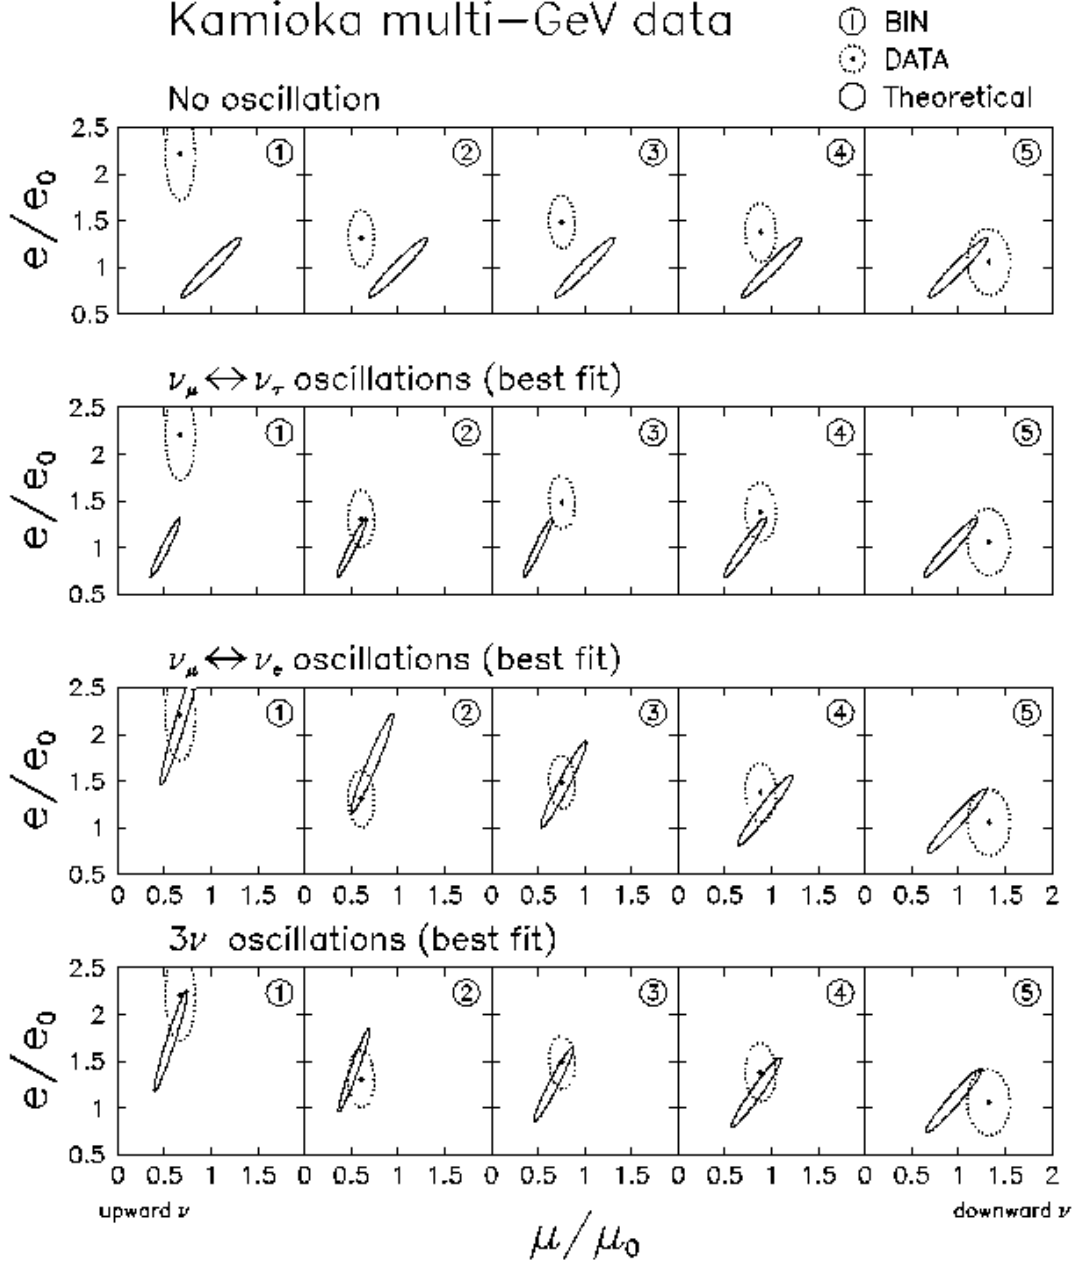 Kamioka multi-GeV data
① BIN
DATA
Theoretical
No oscillation
e/e₀
2.5
2
1.5
1
0.5
① ② ③ ④ ⑤
ν_μ ↔ ν_τ oscillations (best fit)
e/e₀
2.5
2
1.5
1
0.5
① ② ③ ④ ⑤
ν_μ ↔ ν_e oscillations (best fit)
e/e₀
2.5
2
1.5
1
0.5
① ② ③ ④ ⑤
0 0.5 1 1.5 0 0.5 1 1.5 0 0.5 1 1.5 0 0.5 1 1.5 0 0.5 1 1.5 2
3ν oscillations (best fit)
e/e₀
2.5
2
1.5
1
0.5
① ② ③ ④ ⑤
0 0.5 1 1.5 0 0.5 1 1.5 0 0.5 1 1.5 0 0.5 1 1.5 0 0.5 1 1.5 2
upward ν
downward ν
μ/μ₀